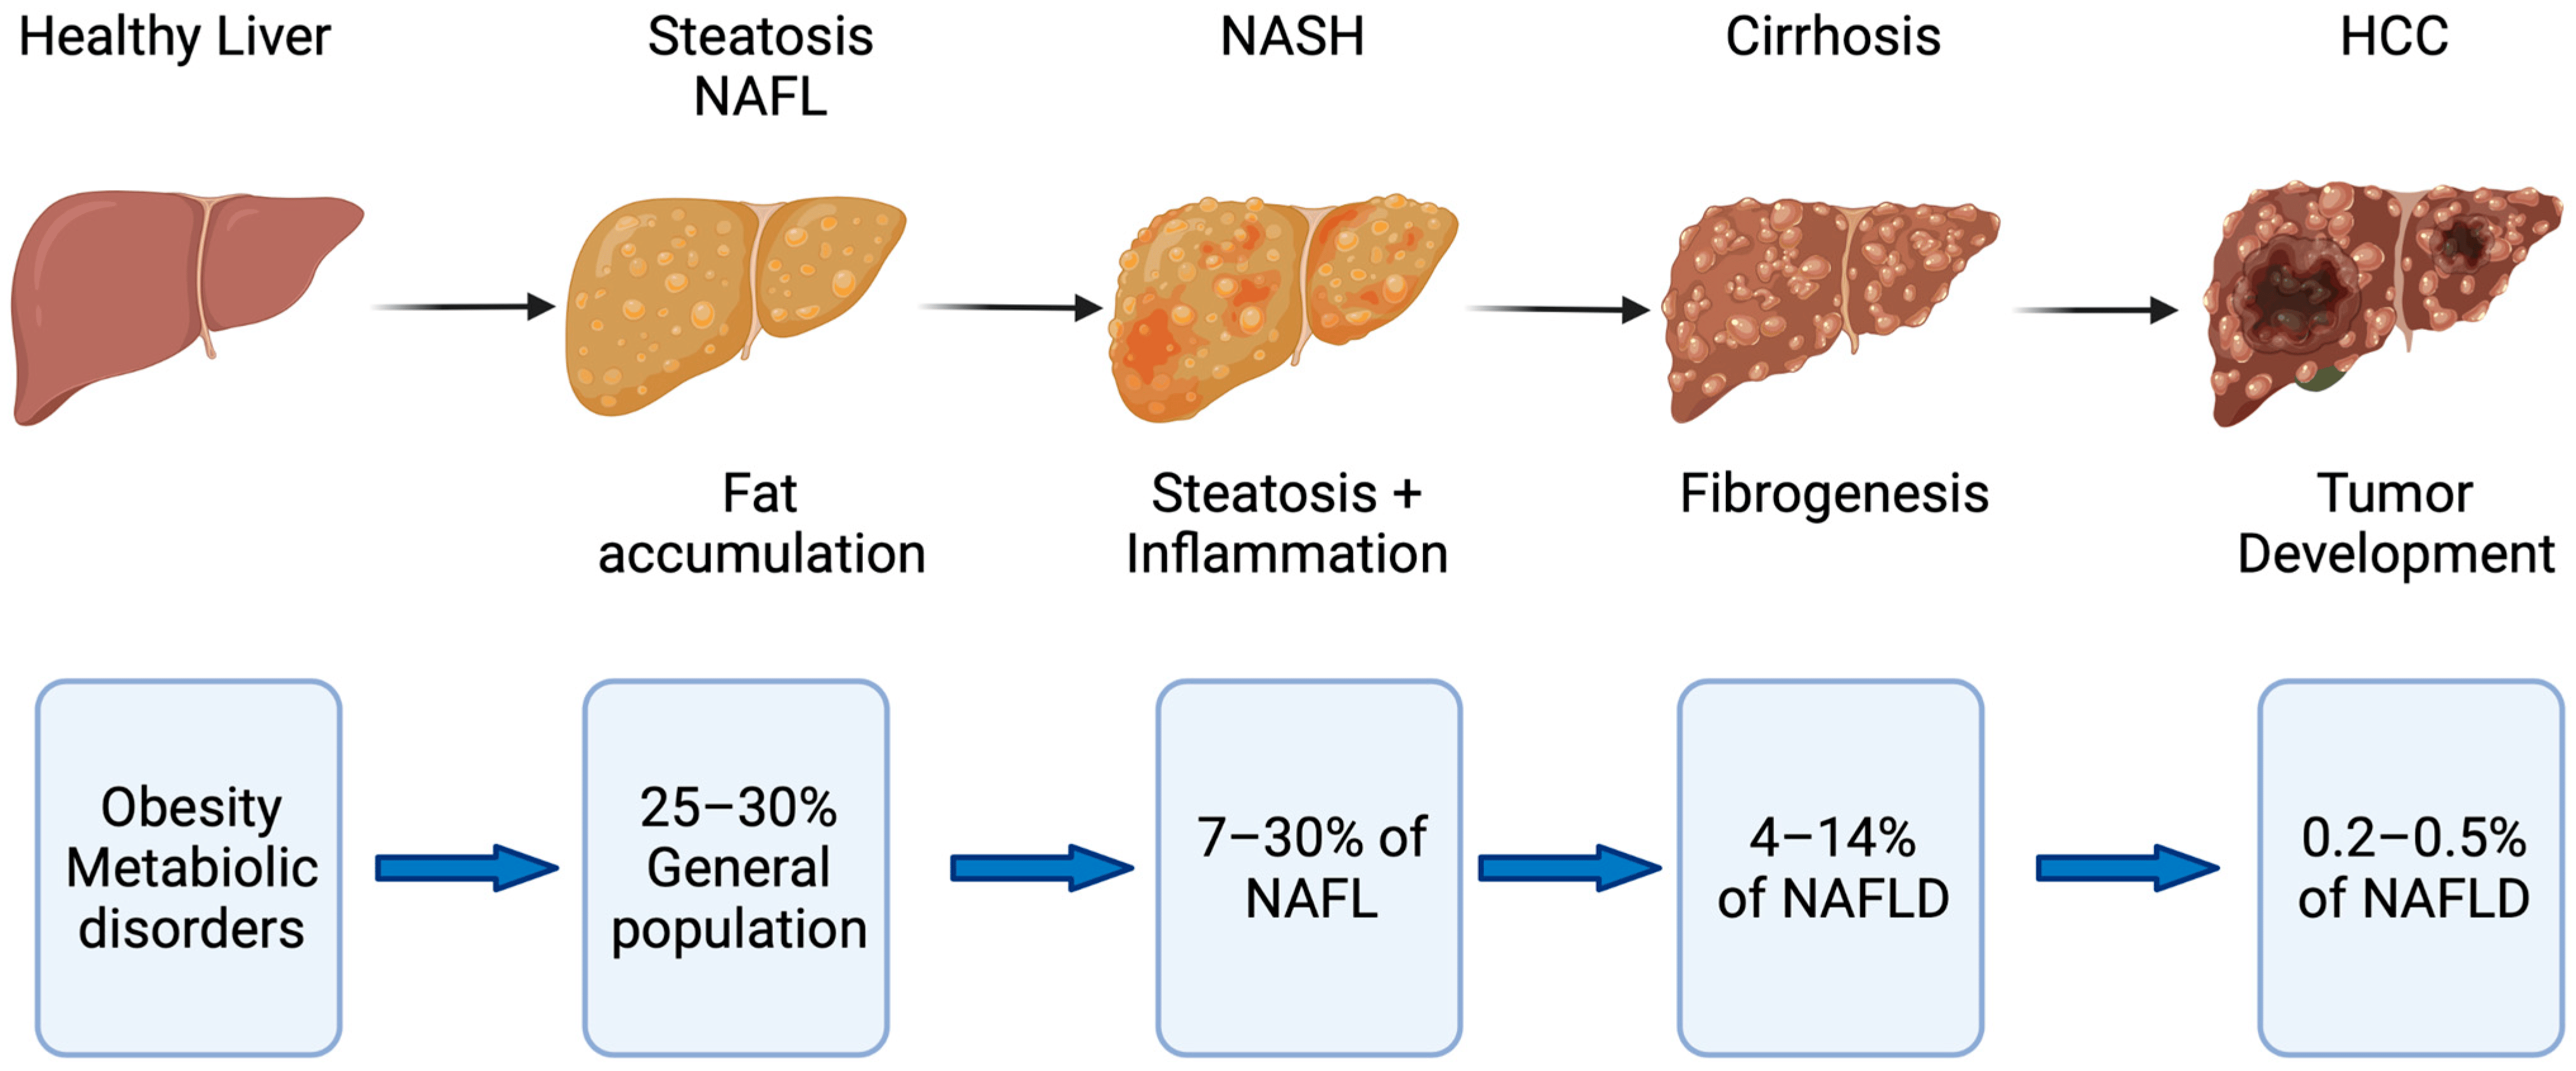 Healthy Liver
Steatosis
NAFL
NASH
Cirrhosis
HCC
Fat
accumulation
Steatosis +
Inflammation
Fibrogenesis
Tumor
Development
Obesity
Metabiolic
disorders
25–30%
General
population
7–30% of
NAFL
4–14%
of NAFLD
0.2–0.5%
of NAFLD